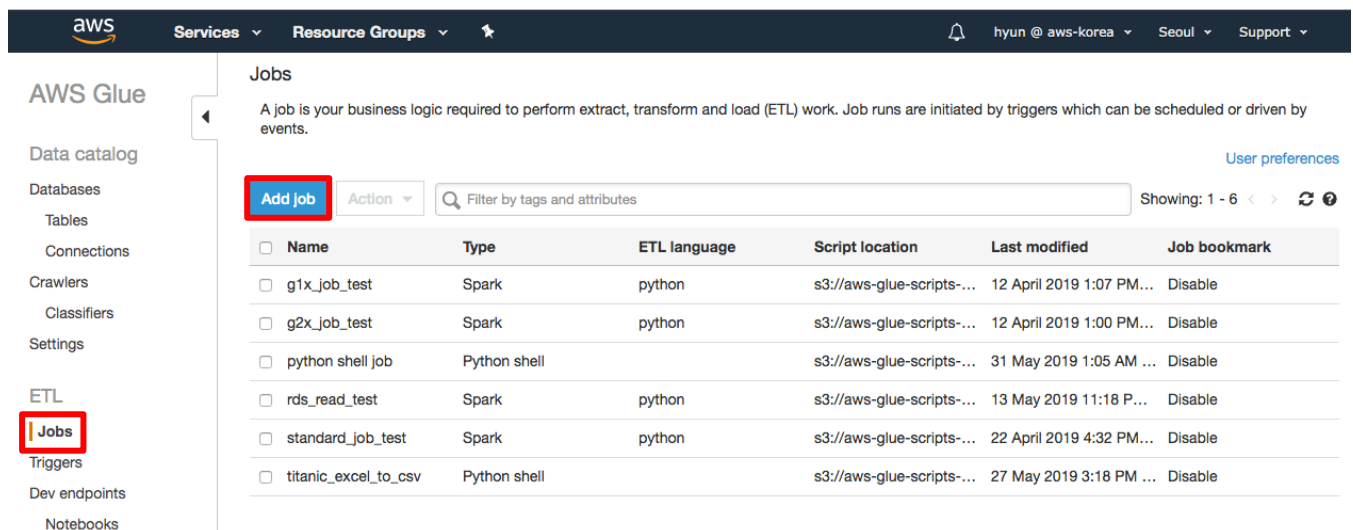 aws Services Resource Groups hyun @ aws-korea Seoul Support
AWS Glue
Data catalog
Databases
Tables
Connections
Crawlers
Classifiers
Settings
ETL
Jobs
Triggers
Dev endpoints
Notebooks
Jobs
A job is your business logic required to perform extract, transform and load (ETL) work. Job runs are initiated by triggers which can be scheduled or driven by
events.
User preferences
Add job Action Filter by tags and attributes Showing: 1 - 6
Name Type ETL language Script location Last modified Job bookmark
g1x_job_test Spark python s3://aws-glue-scripts-... 12 April 2019 1:07 PM... Disable
g2x_job_test Spark python s3://aws-glue-scripts-... 12 April 2019 1:00 PM... Disable
python shell job Python shell s3://aws-glue-scripts-... 31 May 2019 1:05 AM ... Disable
rds_read_test Spark python s3://aws-glue-scripts-... 13 May 2019 11:18 P... Disable
standard_job_test Spark python s3://aws-glue-scripts-... 22 April 2019 4:32 PM... Disable
titanic_excel_to_csv Python shell s3://aws-glue-scripts-... 27 May 2019 3:18 PM ... Disable